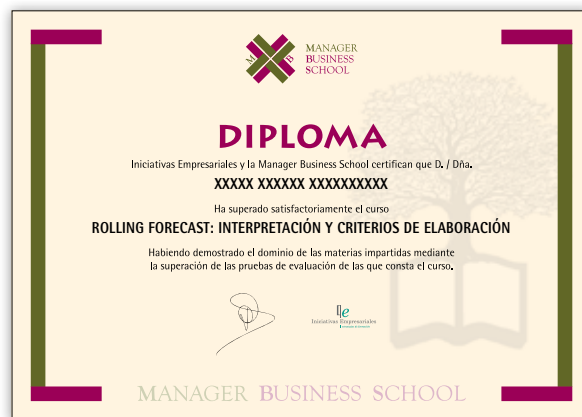 M B
MANAGER
BUSINESS
SCHOOL
DIPLOMA
Iniciativas Empresariales y la Manager Business School certifican que D. / Dña.
XXXXX XXXXXX XXXXXXXXXX
Ha superado satisfactoriamente el curso
ROLLING FORECAST: INTERPRETACIÓN Y CRITERIOS DE ELABORACIÓN
Habiendo demostrado el dominio de las materias impartidas mediante
la superación de las pruebas de evaluación de las que consta el curso.
Iniciativas Empresariales
MANAGER BUSINESS SCHOOL